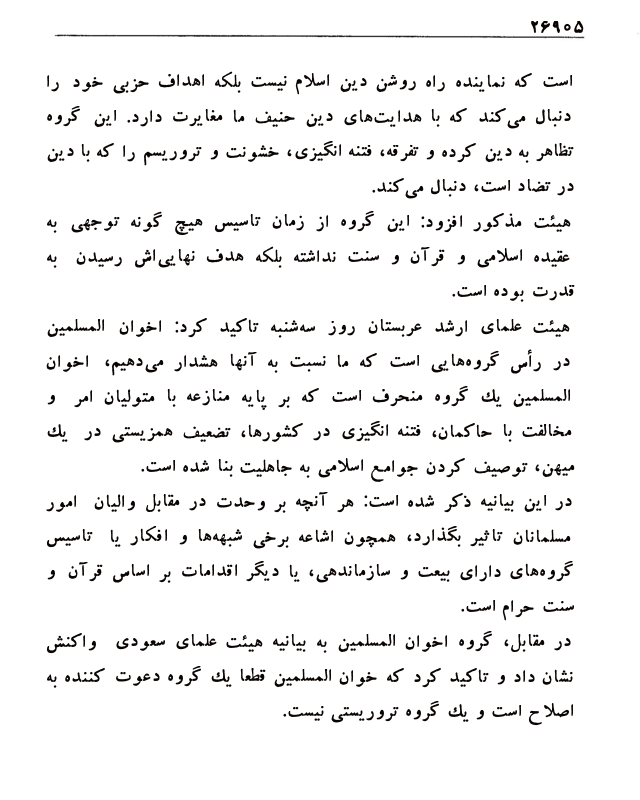 ۲۶۹۰۵
است که نماینده راه روشن دین اسلام نیست بلکه اهداف حزبی خود را
دنبال می‌کند که با هدایت‌های دین حنیف ما مغایرت دارد. این گروه
تظاهر به دین کرده و تفرقه، فتنه انگیزی، خشونت و تروریسم را که با دین
در تضاد است، دنبال می‌کند.
هیئت مذکور افزود: این گروه از زمان تاسیس هیچ گونه توجهی به
عقیده اسلامی و قرآن و سنت نداشته بلکه هدف نهایی‌اش رسیدن به
قدرت بوده است.
هیئت علمای ارشد عربستان روز سه‌شنبه تاکید کرد: اخوان المسلمین
در رأس گروه‌هایی است که ما نسبت به آنها هشدار می‌دهیم، اخوان
المسلمین یك گروه منحرف است که بر پایه منازعه با متولیان امر و
مخالفت با حاکمان، فتنه انگیزی در کشورها، تضعیف همزیستی در یك
میهن، توصیف کردن جوامع اسلامی به جاهلیت بنا شده است.
در این بیانیه ذکر شده است: هر آنچه بر وحدت در مقابل والیان امور
مسلمانان تاثیر بگذارد، همچون اشاعه برخی شبهه‌ها و افکار یا تاسیس
گروه‌های دارای بیعت و سازماندهی، یا دیگر اقدامات بر اساس قرآن و
سنت حرام است.
در مقابل، گروه اخوان المسلمین به بیانیه هیئت علمای سعودی واکنش
نشان داد و تاکید کرد که خوان المسلمین قطعا یك گروه دعوت کننده به
اصلاح است و یك گروه تروریستی نیست.